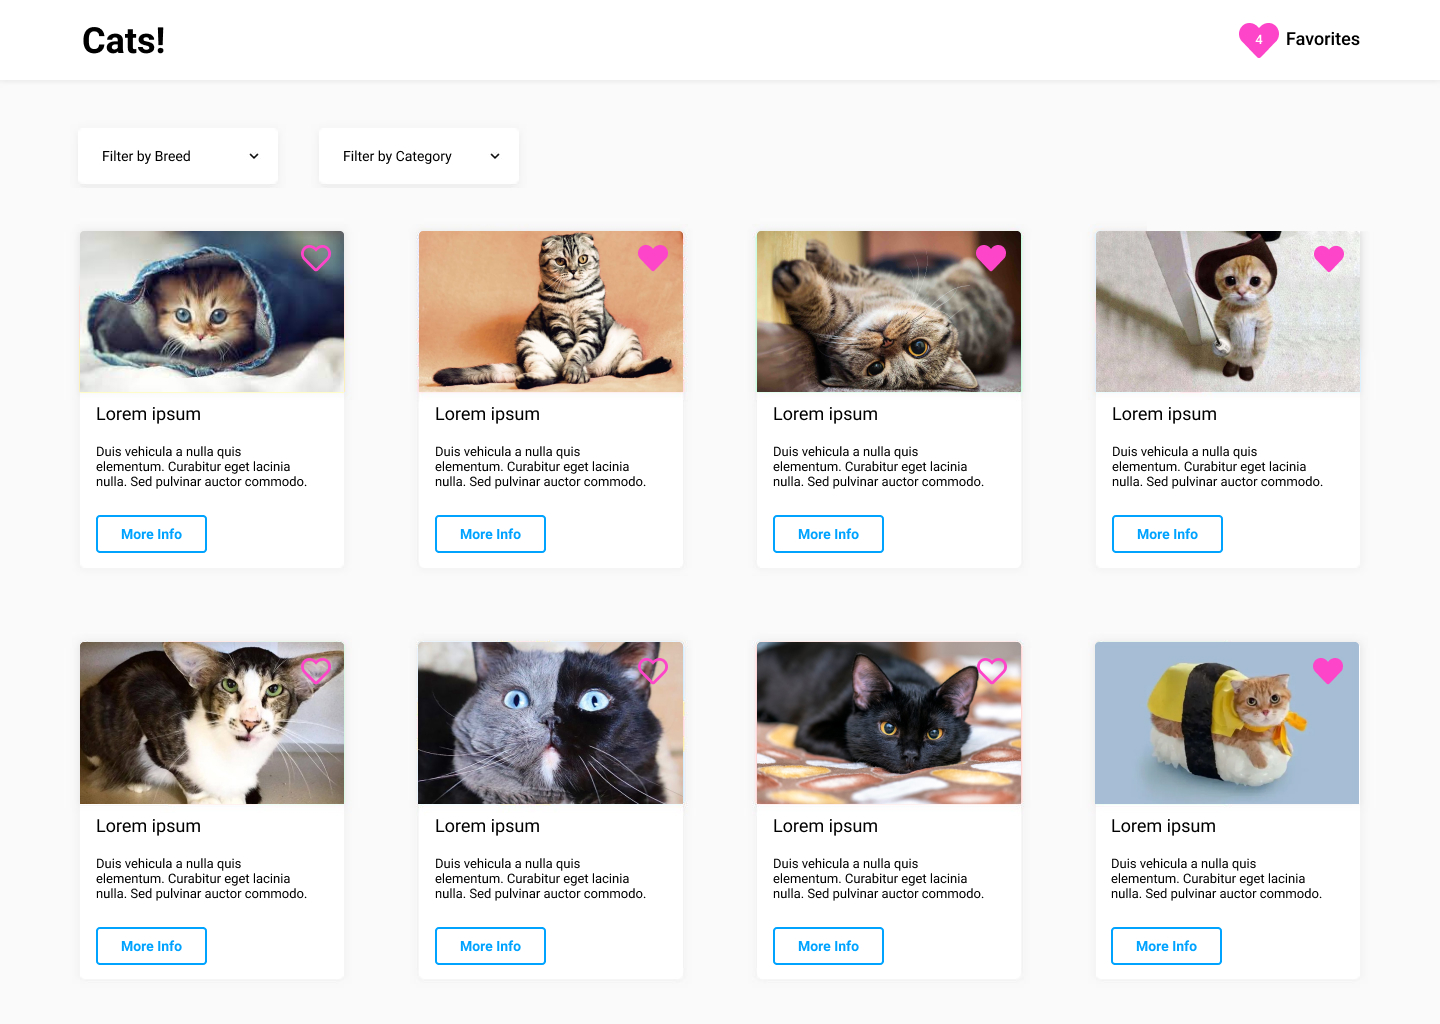 Cats!
4 Favorites
Filter by Breed
Filter by Category
Lorem ipsum
Duis vehicula a nulla quis
elementum. Curabitur eget lacinia
nulla. Sed pulvinar auctor commodo.
More Info
Lorem ipsum
Duis vehicula a nulla quis
elementum. Curabitur eget lacinia
nulla. Sed pulvinar auctor commodo.
More Info
Lorem ipsum
Duis vehicula a nulla quis
elementum. Curabitur eget lacinia
nulla. Sed pulvinar auctor commodo.
More Info
Lorem ipsum
Duis vehicula a nulla quis
elementum. Curabitur eget lacinia
nulla. Sed pulvinar auctor commodo.
More Info
Lorem ipsum
Duis vehicula a nulla quis
elementum. Curabitur eget lacinia
nulla. Sed pulvinar auctor commodo.
More Info
Lorem ipsum
Duis vehicula a nulla quis
elementum. Curabitur eget lacinia
nulla. Sed pulvinar auctor commodo.
More Info
Lorem ipsum
Duis vehicula a nulla quis
elementum. Curabitur eget lacinia
nulla. Sed pulvinar auctor commodo.
More Info
Lorem ipsum
Duis vehicula a nulla quis
elementum. Curabitur eget lacinia
nulla. Sed pulvinar auctor commodo.
More Info